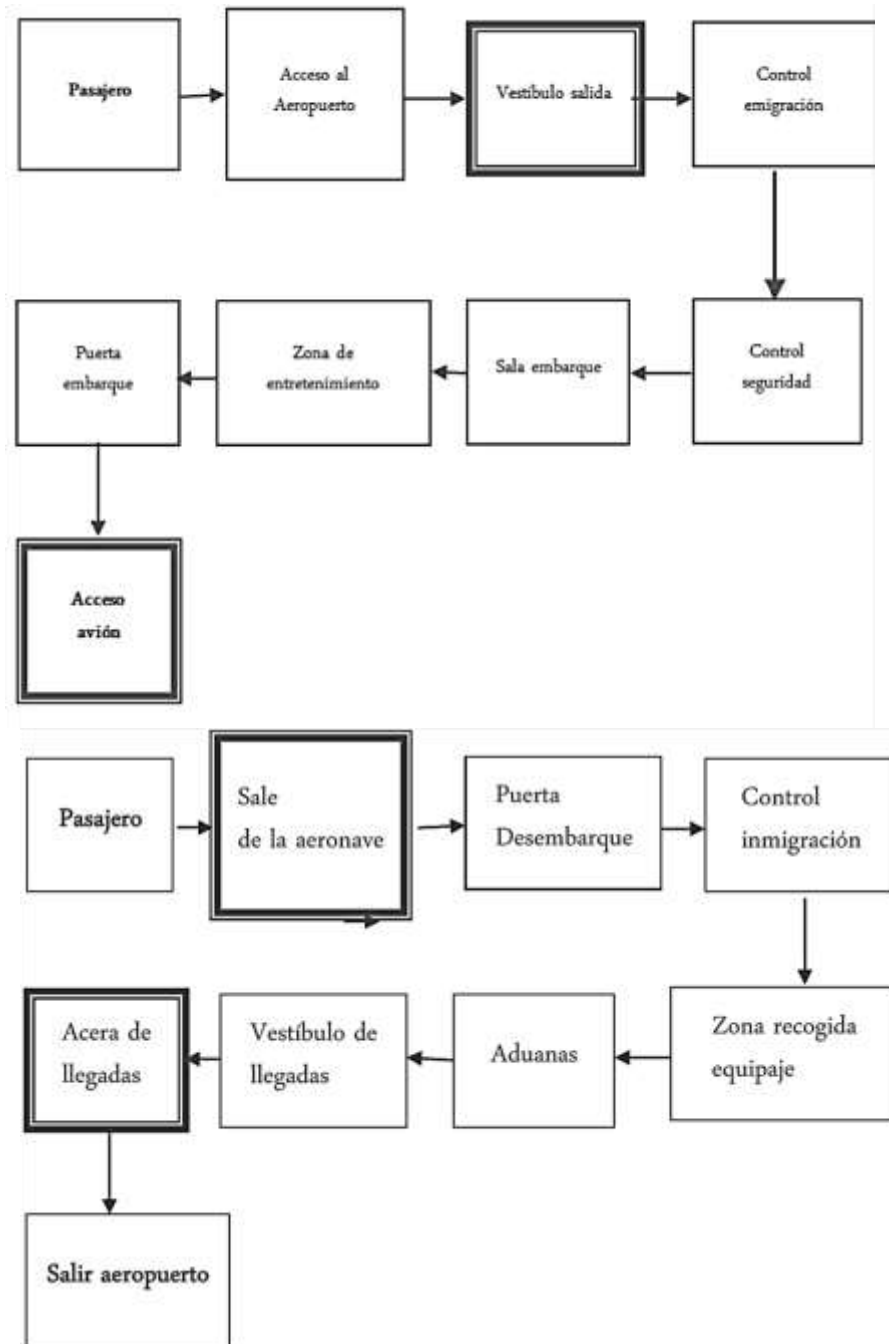 Pasajero
Acceso al
Aeropuerto
Vestíbulo salida
Control
emigración
Control
seguridad
Sala embarque
Zona de
entretenimiento
Puerta
embarque
Acceso
avión
Pasajero
Sale
de la aeronave
Puerta
Desembarque
Control
inmigración
Zona recogida
equipaje
Aduanas
Vestíbulo de
llegadas
Acera de
llegadas
Salir aeropuerto